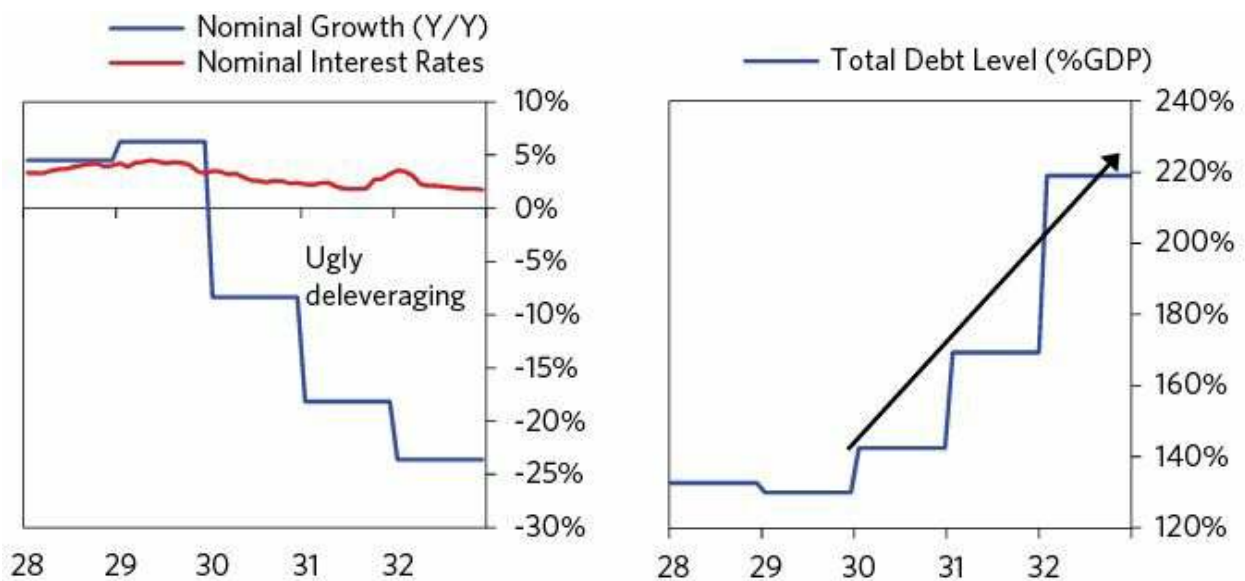 Nominal Growth (Y/Y)
Nominal Interest Rates
10%
5%
0%
-5%
-10%
-15%
-20%
-25%
-30%
Ugly
deleveraging
28 29 30 31 32
Total Debt Level (%GDP)
240%
220%
200%
180%
160%
140%
120%
28 29 30 31 32